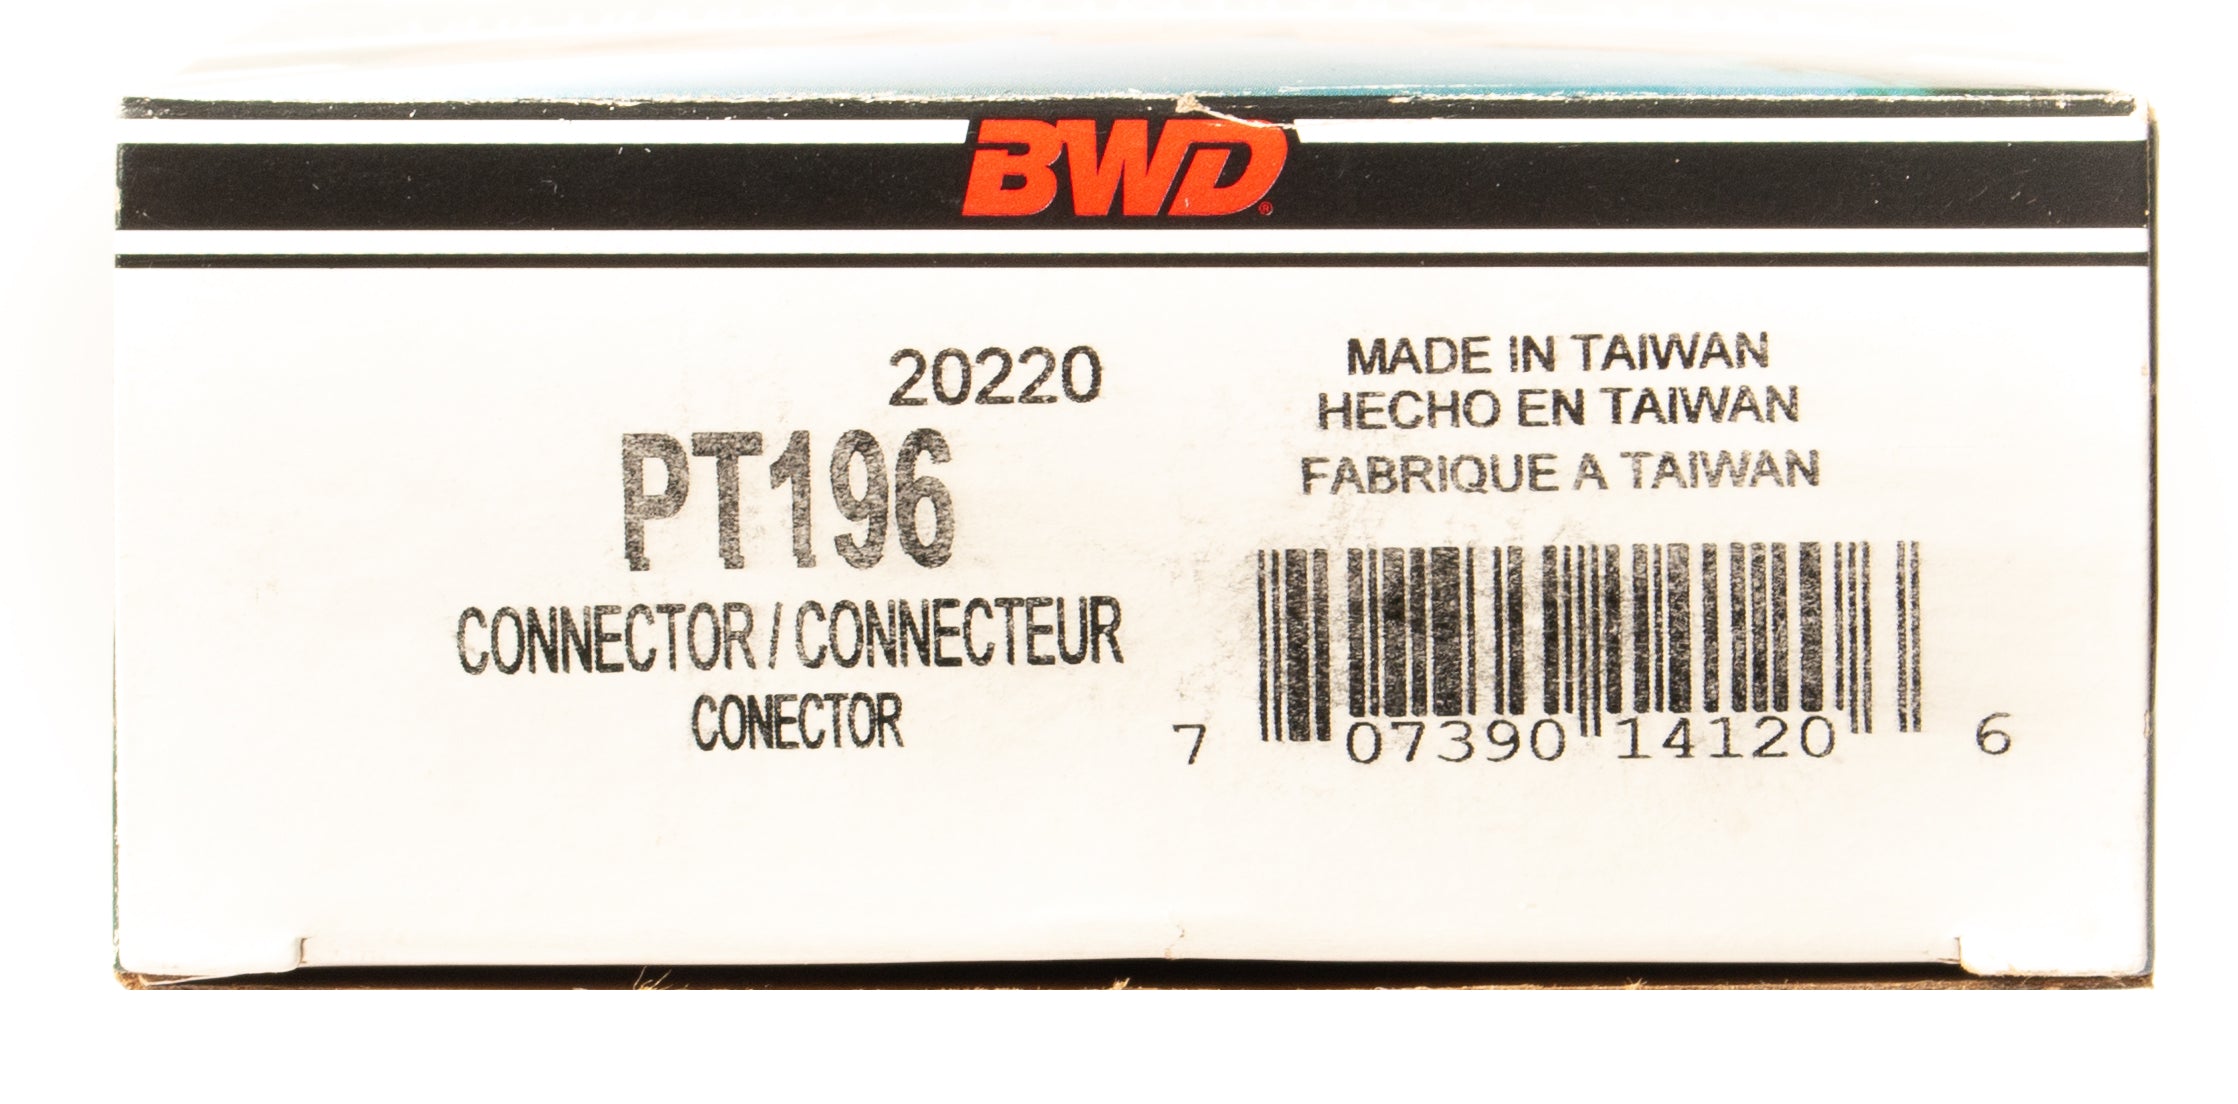 BWD®
20220
PT196
CONNECTOR / CONNECTEUR
CONECTOR
MADE IN TAIWAN
HECHO EN TAIWAN
FABRIQUE A TAIWAN
7 07390 14120 6